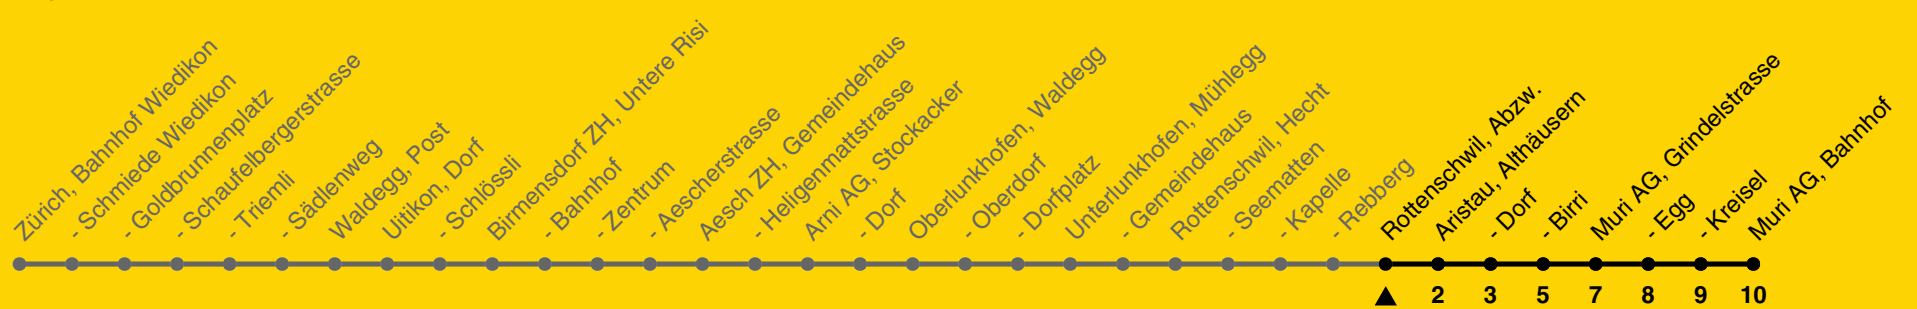 Zürich, Bahnhof Wiedikon
- Schmiede Wiedikon
- Goldbrunnenplatz
- Schaufelbergerstrasse
- Triemli
- Sädlenweg
Waldegg, Post
Uitikon, Dorf
- Schlössli
Birmensdorf ZH, Untere Risi
- Bahnhof
- Zentrum
- Aescherstrasse
Aesch ZH, Gemeindehaus
- Heligenmattstrasse
Arni AG, Stockacker
- Dorf
Oberlunkhofen, Waldegg
- Oberdorf
- Dorfplatz
Unterlunkhofen, Mühlegg
- Gemeindehaus
Rottenschwil, Hecht
- Seematten
- Kapelle
- Rebberg
Rottenschwil, Abzw.
Aristau, Althäusern
- Dorf
- Birri
Muri AG, Grindelstrasse
- Egg
- Kreisel
Muri AG, Bahnhof
2 3 5 7 8 9 10